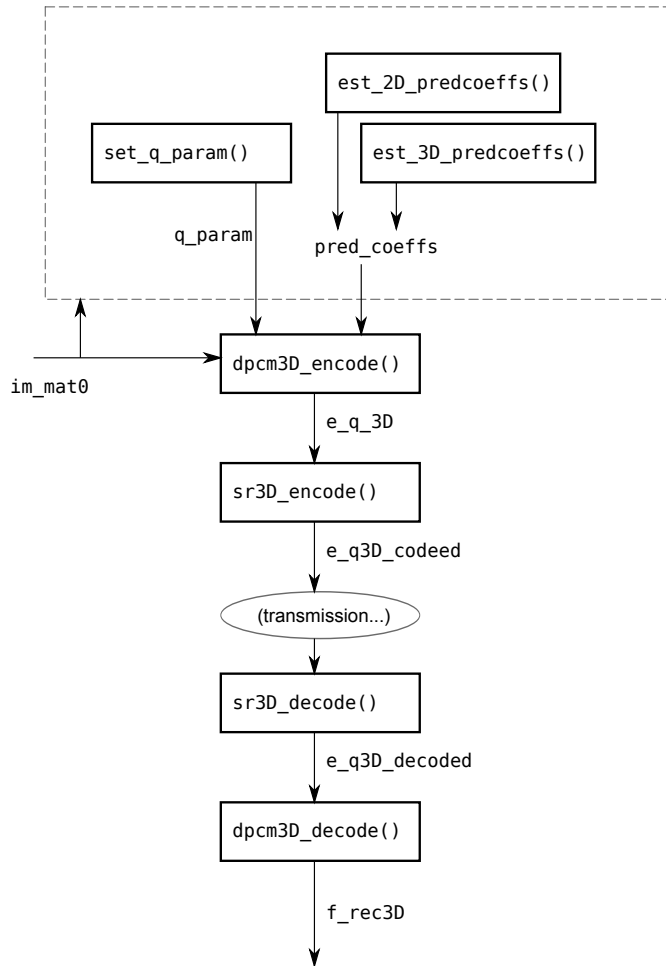 est_2D_predcoeffs()
set_q_param()
est_3D_predcoeffs()
q_param
pred_coeffs
dpcm3D_encode()
im_mat0
e_q_3D
sr3D_encode()
e_q3D_codeed
(transmission...)
sr3D_decode()
e_q3D_decoded
dpcm3D_decode()
f_rec3D